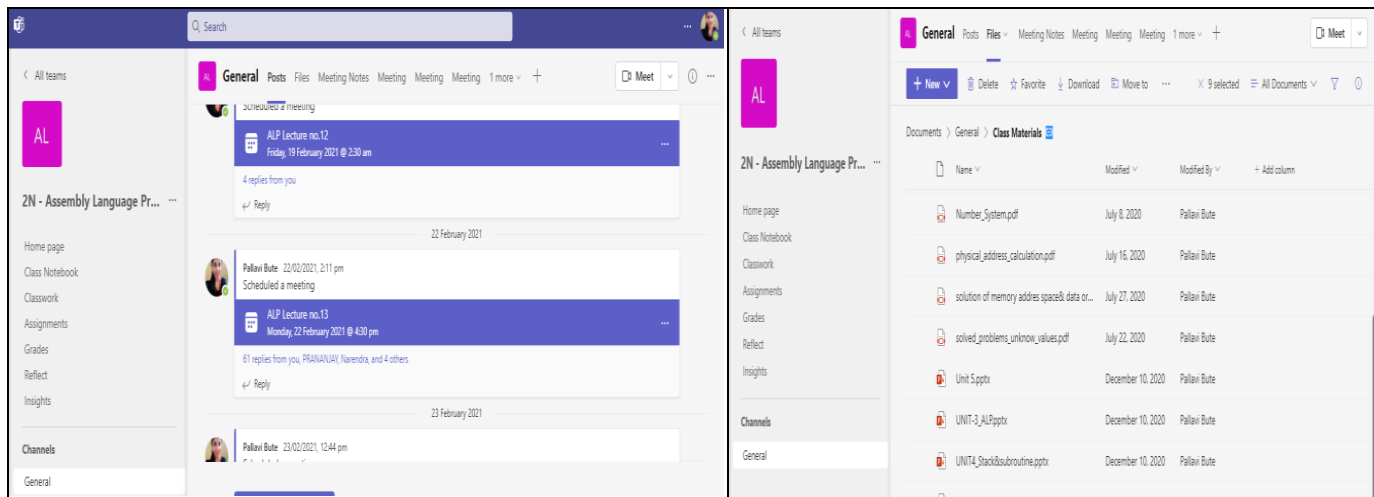 Search
All teams
AL
2N - Assembly Language Pr... ...
Home page
Class Notebook
Classwork
Assignments
Grades
Reflect
Insights
Channels
General
AL General Posts Files Meeting Notes Meeting Meeting Meeting 1 more + Meet
Scheduled a meeting
ALP Lecture no.12
Friday, 19 February 2021 @ 2:30 am
4 replies from you
Reply
22 February 2021
Pallavi Bute 22/02/2021, 2:11 pm
Scheduled a meeting
ALP Lecture no.13
Monday, 22 February 2021 @ 4:30 pm
61 replies from you, PRANANJAY, Narendra, and 4 others
Reply
23 February 2021
Pallavi Bute 23/02/2021, 12:44 pm
All teams
AL
2N - Assembly Language Pr... ...
Home page
Class Notebook
Classwork
Assignments
Grades
Reflect
Insights
Channels
General
AL General Posts Files Meeting Notes Meeting Meeting Meeting 1 more + Meet
+ New Delete Favorite Download Move to ... X 9 selected All Documents
Documents > General > Class Materials
Name Modified Modified By + Add column
Number_System.pdf July 8, 2020 Pallavi Bute
physical_address_calculation.pdf July 16, 2020 Pallavi Bute
solution of memory addres space& data or... July 27, 2020 Pallavi Bute
solved_problems_unknow_values.pdf July 22, 2020 Pallavi Bute
Unit 5.pptx December 10, 2020 Pallavi Bute
UNIT-3_ALP.pptx December 10, 2020 Pallavi Bute
UNIT4_Stack&subroutine.pptx December 10, 2020 Pallavi Bute